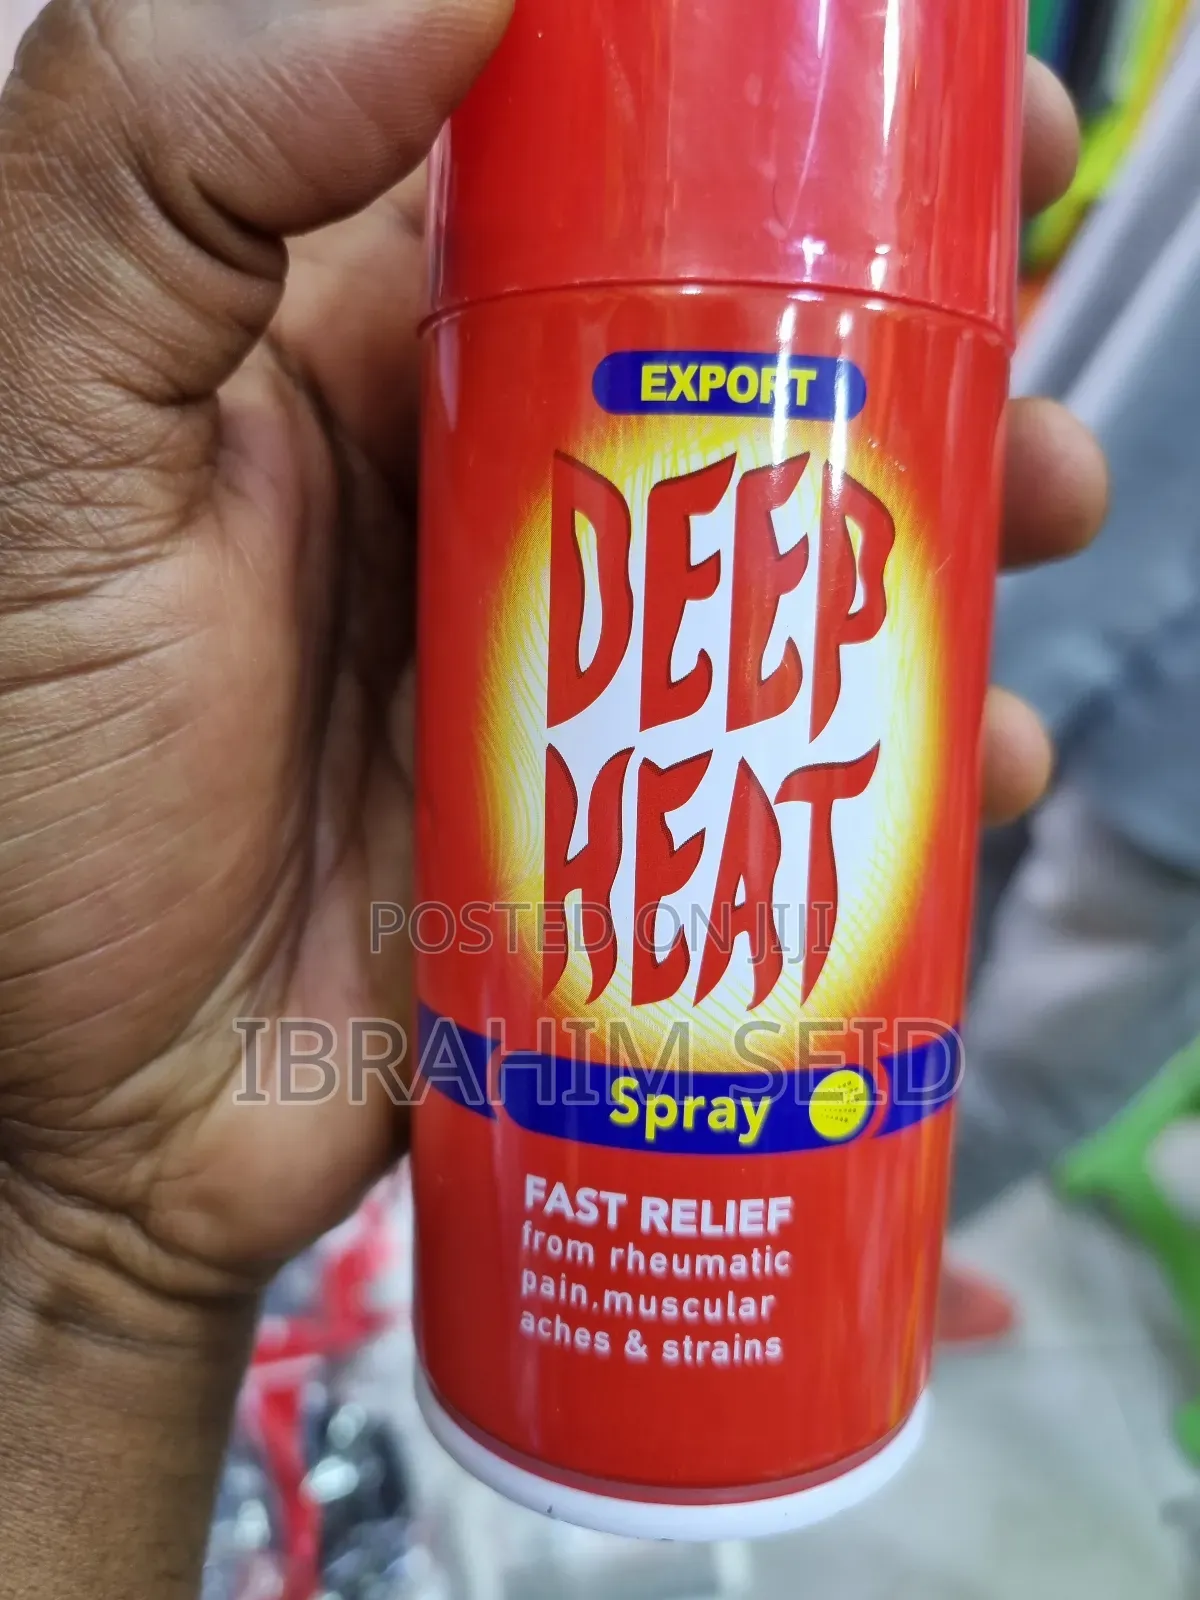 EXPORT
DEEP
HEAT
POSTED ON JIJI
IBRAHIM SEID
Spray
FAST RELIEF
from rheumatic
pain.muscular
aches & strains